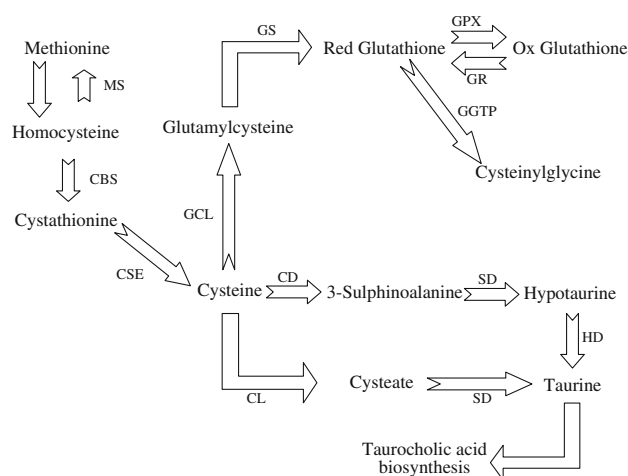 Methionine
MS
Homocysteine
CBS
Cystathionine
CSE
GS
Glutamylcysteine
GCL
Red Glutathione
GPX
GR
Ox Glutathione
GGTP
Cysteinylglycine
Cysteine
CD
3-Sulphinoalanine
SD
Hypotaurine
HD
CL
Cysteate
SD
Taurine
Taurocholic acid
biosynthesis